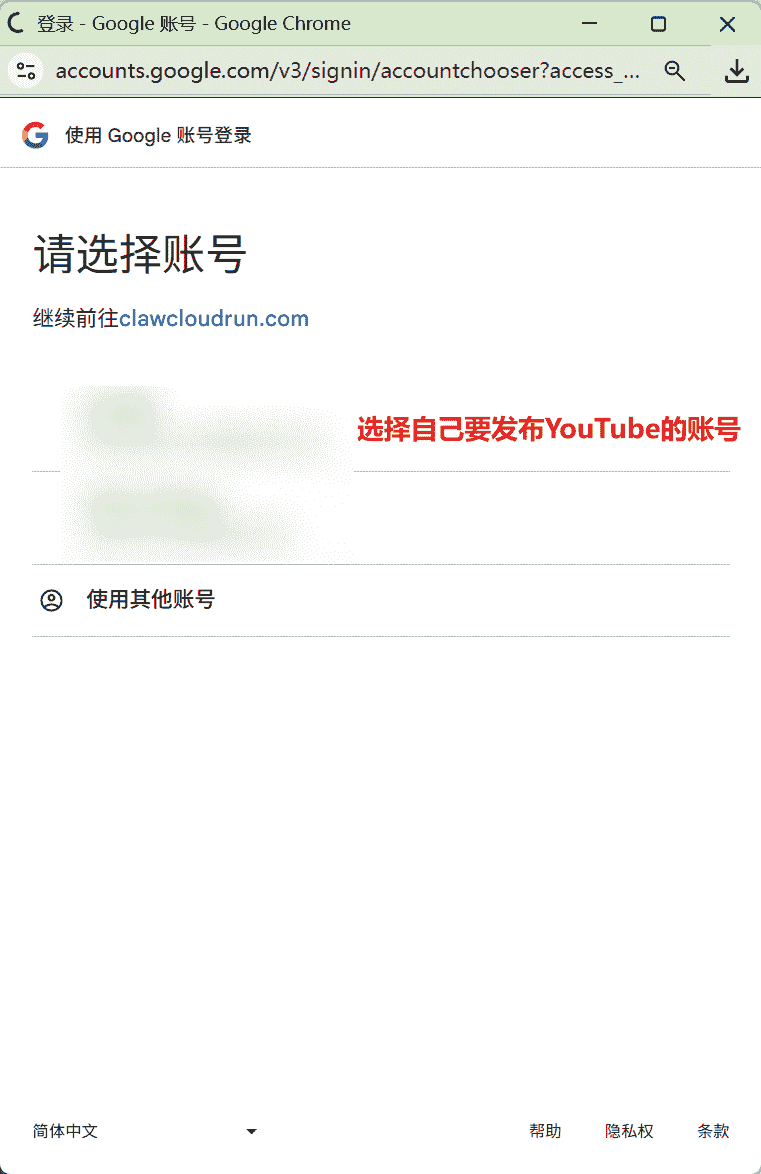 登录 - Google 账号 - Google Chrome
accounts.google.com/v3/signin/accountchooser?access_...
使用 Google 账号登录
请选择账号
继续前往clawcloudrun.com
选择自己要发布YouTube的账号
使用其他账号
简体中文 帮助 隐私权 条款